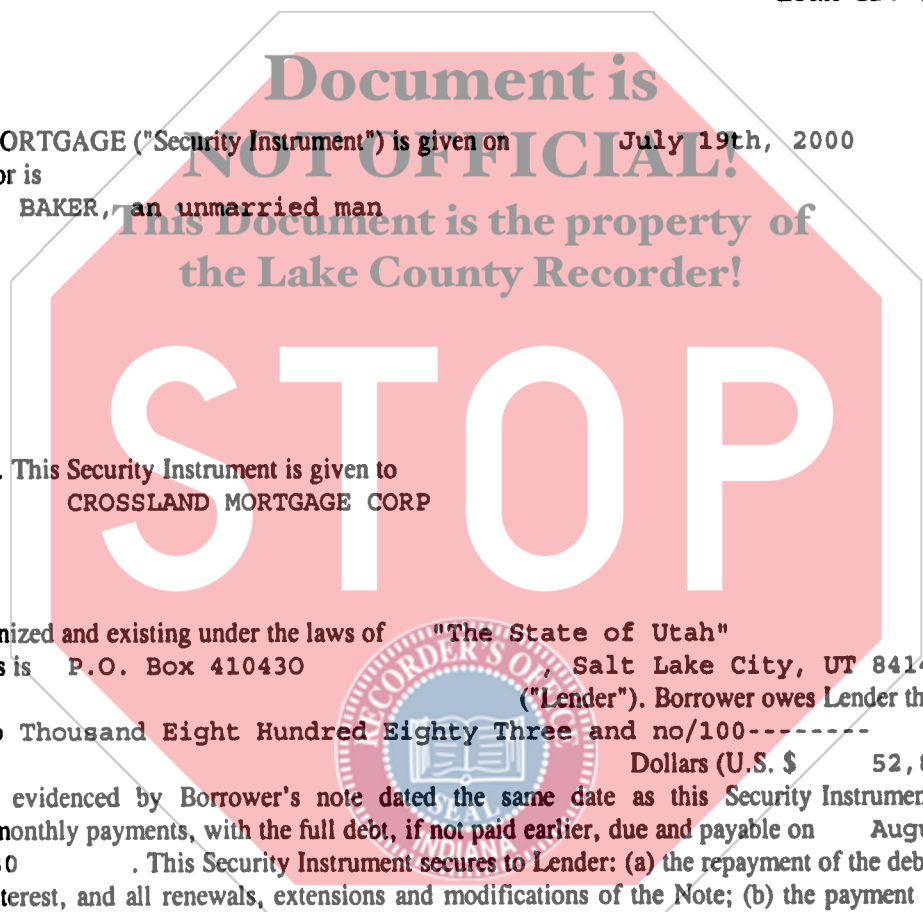 Document is
NOT OFFICIAL!
This Document is the property of
the Lake County Recorder!
STOP
ORTGAGE ("Security Instrument") is given on July 19th, 2000
or is
BAKER, an unmarried man
. This Security Instrument is given to
CROSSLAND MORTGAGE CORP
nized and existing under the laws of "The State of Utah"
s is P.O. Box 410430 , Salt Lake City, UT 841
("Lender"). Borrower owes Lender th
o Thousand Eight Hundred Eighty Three and no/100--------
Dollars (U.S. $ 52,8
evidenced by Borrower's note dated the same date as this Security Instrumen
monthly payments, with the full debt, if not paid earlier, due and payable on Augu
0 . This Security Instrument secures to Lender: (a) the repayment of the deb
terest, and all renewals, extensions and modifications of the Note; (b) the payment
RECORDER'S OFFICE
SEAL
INDIANA